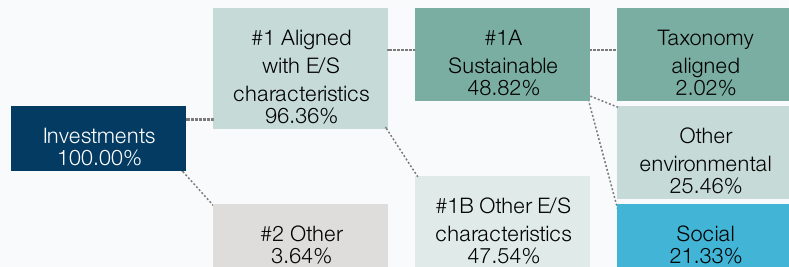 Investments
100.00%
#1 Aligned
with E/S
characteristics
96.36%
#2 Other
3.64%
#1A
Sustainable
48.82%
#1B Other E/S
characteristics
47.54%
Taxonomy
aligned
2.02%
Other
environmental
25.46%
Social
21.33%